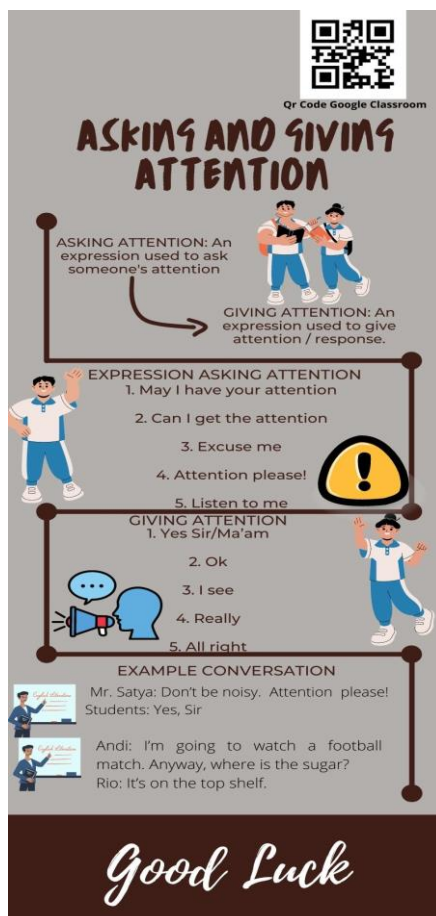 Qr Code Google Classroom
ASKING AND GIVING
ATTENTION
ASKING ATTENTION: An
expression used to ask
someone's attention
GIVING ATTENTION: An
expression used to give
attention / response.
EXPRESSION ASKING ATTENTION
1. May I have your attention
2. Can I get the attention
3. Excuse me
4. Attention please!
5. Listen to me
GIVING ATTENTION
1. Yes Sir/Ma'am
2. Ok
3. I see
4. Really
5. All right
EXAMPLE CONVERSATION
Mr. Satya: Don't be noisy. Attention please!
Students: Yes, Sir
Andi: I'm going to watch a football
match. Anyway, where is the sugar?
Rio: It's on the top shelf.
Good Luck